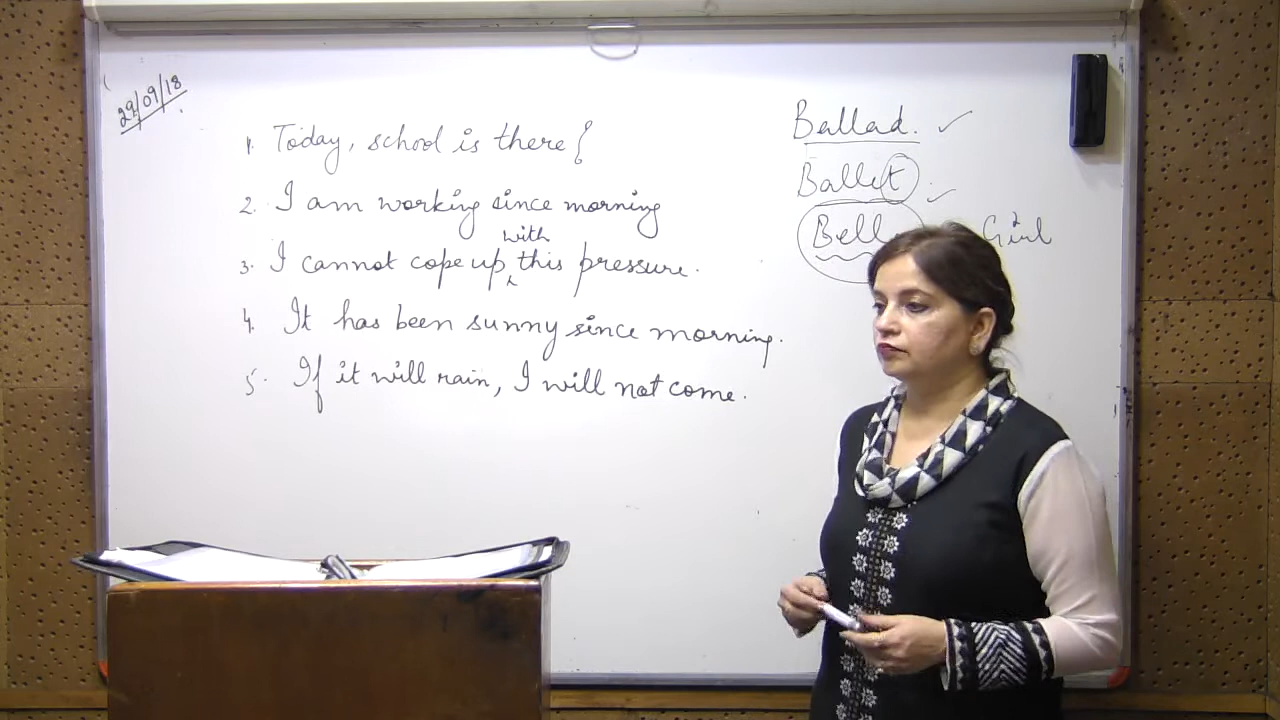 29/09/18
1. Today, school is there {
2. I am working since morning
with
3. I cannot cope up ^ this pressure.
4. It has been sunny since morning.
5. If it will rain, I will not come.
Ballad. ✓
Ballet ✓
Bell
Girl